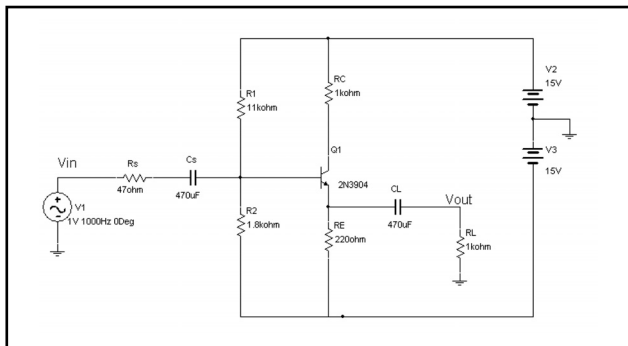 V2
15V
R1
11kohm
RC
1kohm
V3
15V
Q1
2N3904
Vin
Rs
47ohm
Cs
470uF
V1
1V 1000Hz 0Deg
R2
1.8kohm
RE
220ohm
CL
470uF
Vout
RL
1kohm